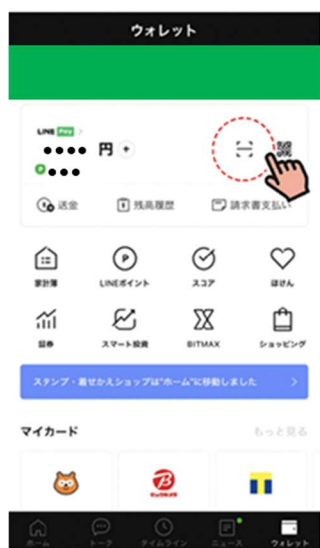 ウォレット
LINE Pay >
•••• 円 +
P •••
送金 残高履歴 請求書支払い
家計簿 LINEポイント スコア ほけん
証券 スマート投資 BITMAX ショッピング
スタンプ・着せかえショップは"ホーム"に移動しました >
マイカード もっと見る
ホーム トーク タイムライン ニュース ウォレット